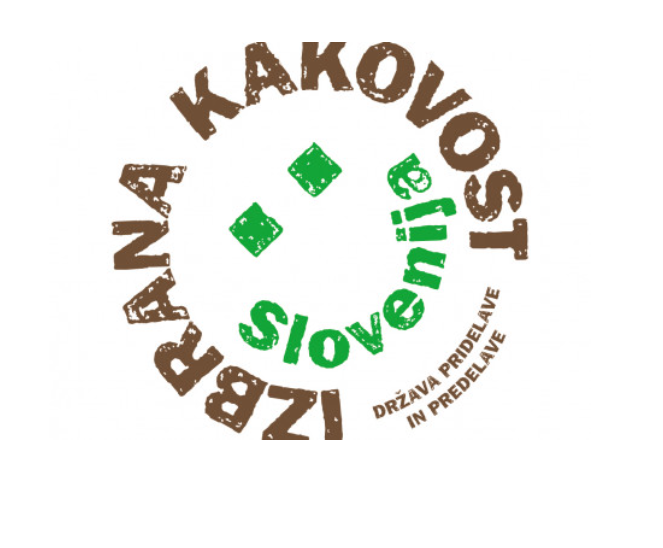 IZBRANA KAKOVOST
Slovenija
DRŽAVA PRIDELAVE
IN PREDELAVE